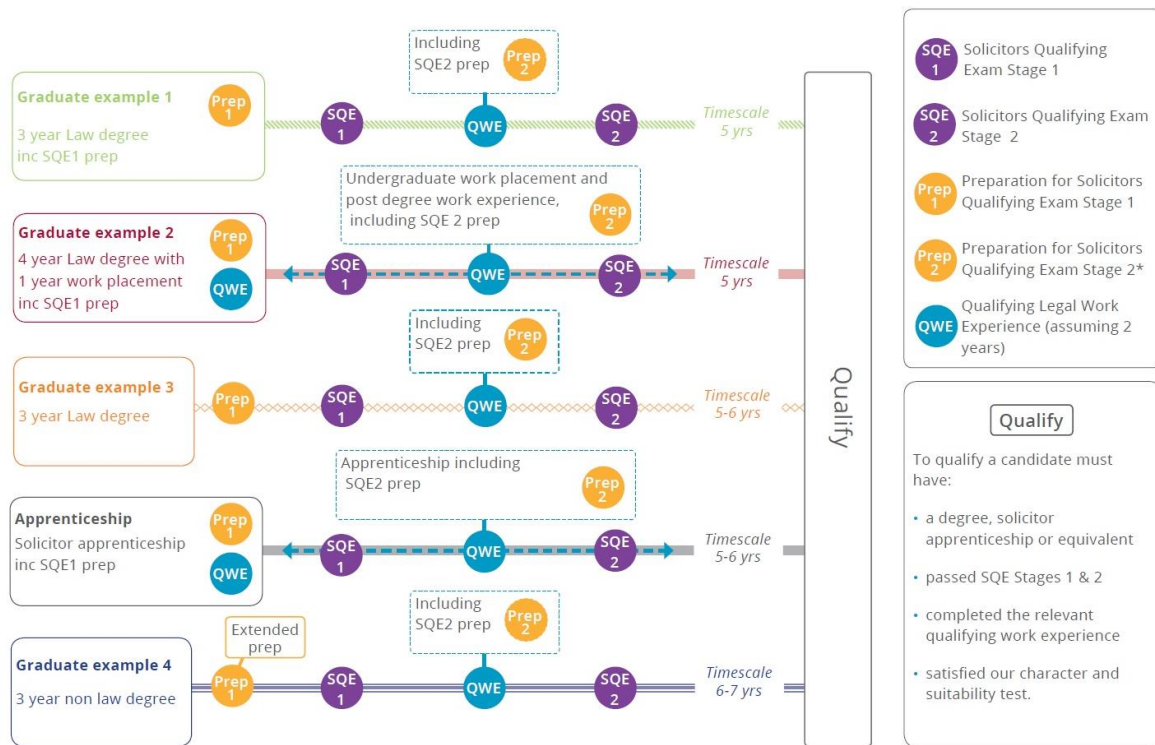 Including
SQE2 prep
Prep
2
Graduate example 1
3 year Law degree
inc SQE1 prep
Prep
1
SQE
1
QWE
SQE
2
Timescale
5 yrs
Undergraduate work placement and
post degree work experience,
including SQE 2 prep
Prep
2
Graduate example 2
4 year Law degree with
1 year work placement
inc SQE1 prep
Prep
1
QWE
SQE
1
QWE
SQE
2
Timescale
5 yrs
Including
SQE2 prep
Prep
2
Graduate example 3
3 year Law degree
Prep
1
SQE
1
QWE
SQE
2
Timescale
5-6 yrs
Apprenticeship including
SQE2 prep
Prep
2
Apprenticeship
Solicitor apprenticeship
inc SQE1 prep
Prep
1
QWE
SQE
1
QWE
SQE
2
Timescale
5-6 yrs
Including
SQE2 prep
Prep
2
Extended
prep
Graduate example 4
3 year non law degree
Prep
1
SQE
1
QWE
SQE
2
Timescale
6-7 yrs
Qualify
SQE
1
Solicitors Qualifying
Exam Stage 1
SQE
2
Solicitors Qualifying Exam
Stage 2
Prep
1
Preparation for Solicitors
Qualifying Exam Stage 1
Prep
2
Preparation for Solicitors
Qualifying Exam Stage 2*
QWE
Qualifying Legal Work
Experience (assuming 2
years)
Qualify
To qualify a candidate must
have:
• a degree, solicitor
apprenticeship or equivalent
• passed SQE Stages 1 & 2
• completed the relevant
qualifying work experience
• satisfied our character and
suitability test.